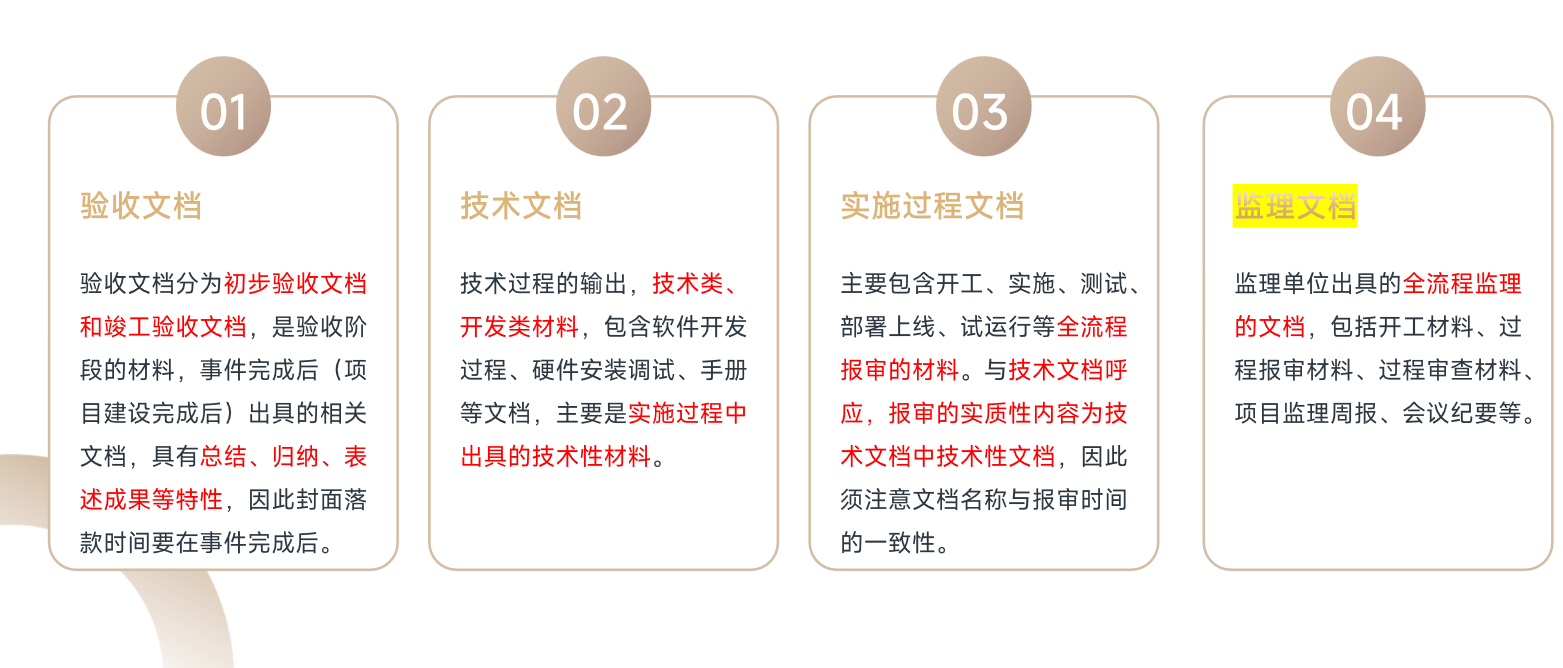 01
验收文档
验收文档分为初步验收文档
和竣工验收文档，是验收阶
段的材料，事件完成后（项
目建设完成后）出具的相关
文档，具有总结、归纳、表
述成果等特性，因此封面落
款时间要在事件完成后。
02
技术文档
技术过程的输出，技术类、
开发类材料，包含软件开发
过程、硬件安装调试、手册
等文档，主要是实施过程中
出具的技术性材料。
03
实施过程文档
主要包含开工、实施、测试、
部署上线、试运行等全流程
报审的材料。与技术文档呼
应，报审的实质性内容为技
术文档中技术性文档，因此
须注意文档名称与报审时间
的一致性。
04
监理文档
监理单位出具的全流程监理
的文档，包括开工材料、过
程报审材料、过程审查材料、
项目监理周报、会议纪要等。